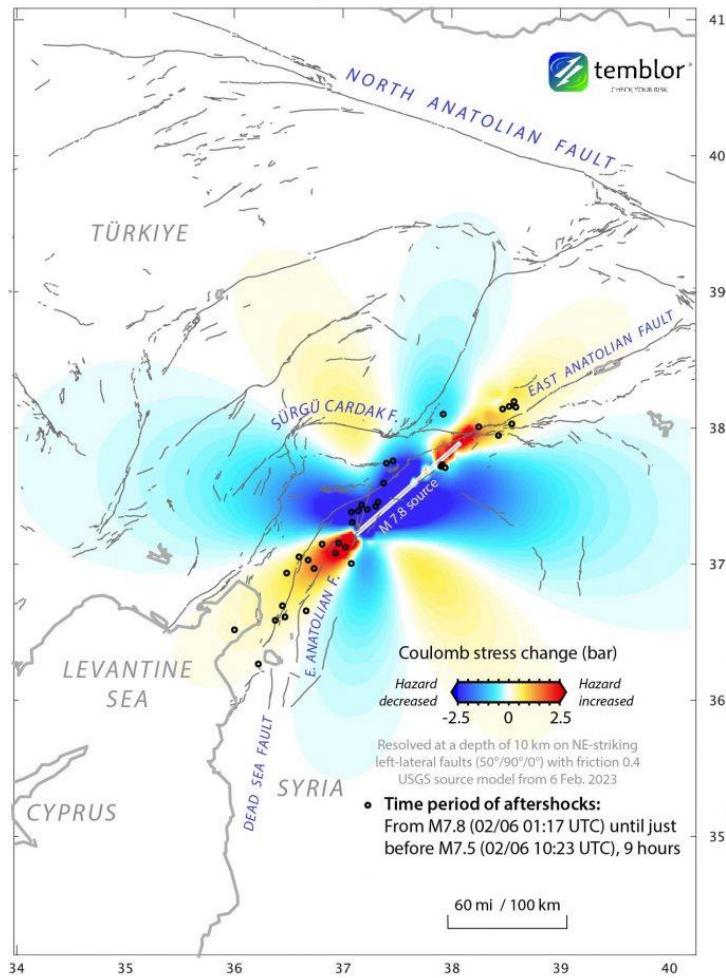 41
temblor
CHECK YOUR RISK
NORTH ANATOLIAN FAULT
40
TÜRKIYE
39
EAST ANATOLIAN FAULT
SÜRGÜ CARDAK F.
38
M 7.8 source
37
E. ANATOLIAN F.
LEVANTINE
SEA
Coulomb stress change (bar)
Hazard
decreased
Hazard
increased
-2.5 0 2.5
36
Resolved at a depth of 10 km on NE-striking
left-lateral faults (50°/90°/0°) with friction 0.4
USGS source model from 6 Feb. 2023
DEAD SEA FAULT
SYRIA
CYPRUS
Time period of aftershocks:
From M7.8 (02/06 01:17 UTC) until just
before M7.5 (02/06 10:23 UTC), 9 hours
35
60 mi / 100 km
34 35 36 37 38 39 40